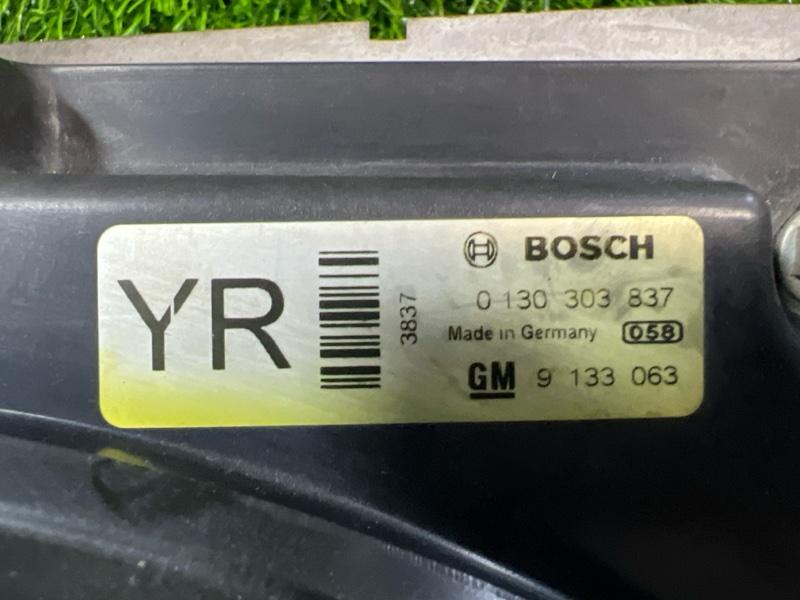 YR
3837
BOSCH
0 130 303 837
Made in Germany 058
GM 9 133 063